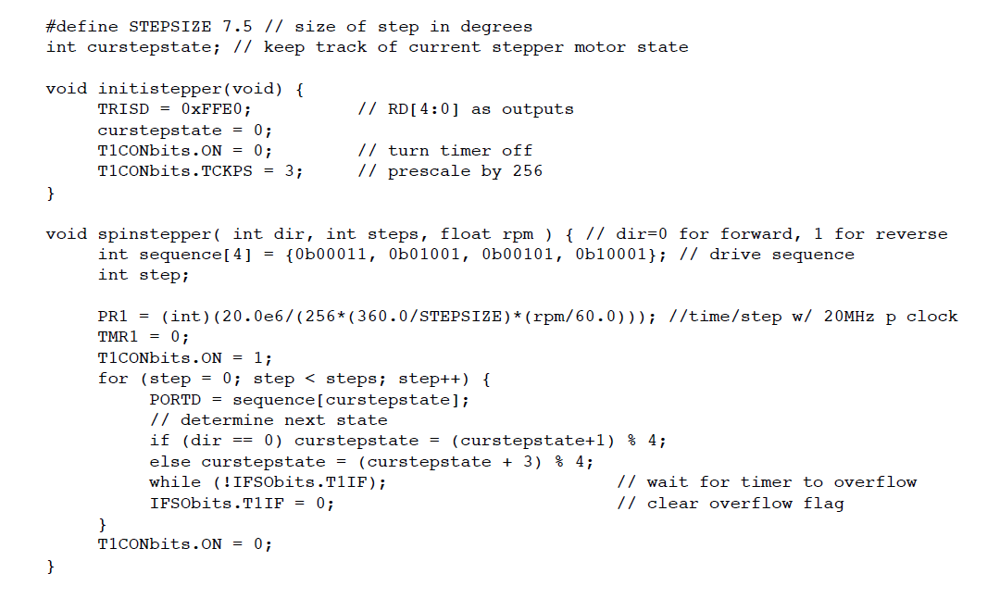 #define STEPSIZE 7.5 // size of step in degrees
int curstepstate; // keep track of current stepper motor state

void initistepper(void) {
     TRISD = 0xFFE0;          // RD[4:0] as outputs
     curstepstate = 0;
     T1CONbits.ON = 0;        // turn timer off
     T1CONbits.TCKPS = 3;     // prescale by 256
}

void spinstepper( int dir, int steps, float rpm ) { // dir=0 for forward, 1 for reverse
     int sequence[4] = {0b00011, 0b01001, 0b00101, 0b10001}; // drive sequence
     int step;

     PR1 = (int)(20.0e6/(256*(360.0/STEPSIZE)*(rpm/60.0))); //time/step w/ 20MHz p clock
     TMR1 = 0;
     T1CONbits.ON = 1;
     for (step = 0; step < steps; step++) {
          PORTD = sequence[curstepstate];
          // determine next state
          if (dir == 0) curstepstate = (curstepstate+1) % 4;
          else curstepstate = (curstepstate + 3) % 4;
          while (!IFSObits.T1IF);                      // wait for timer to overflow
          IFSObits.T1IF = 0;                           // clear overflow flag
     }
     T1CONbits.ON = 0;
}